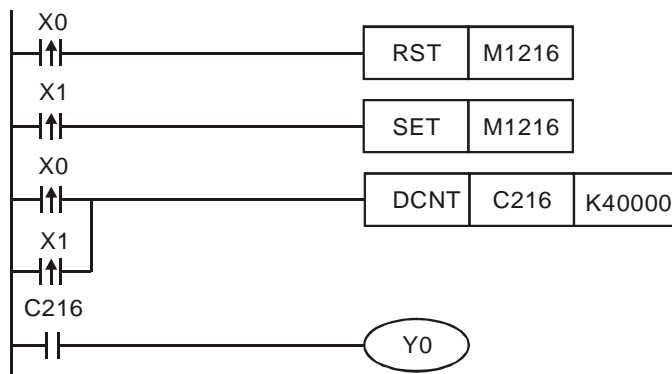 X0
RST M1216
X1
SET M1216
X0
DCNT C216 K40000
X1
C216
Y0